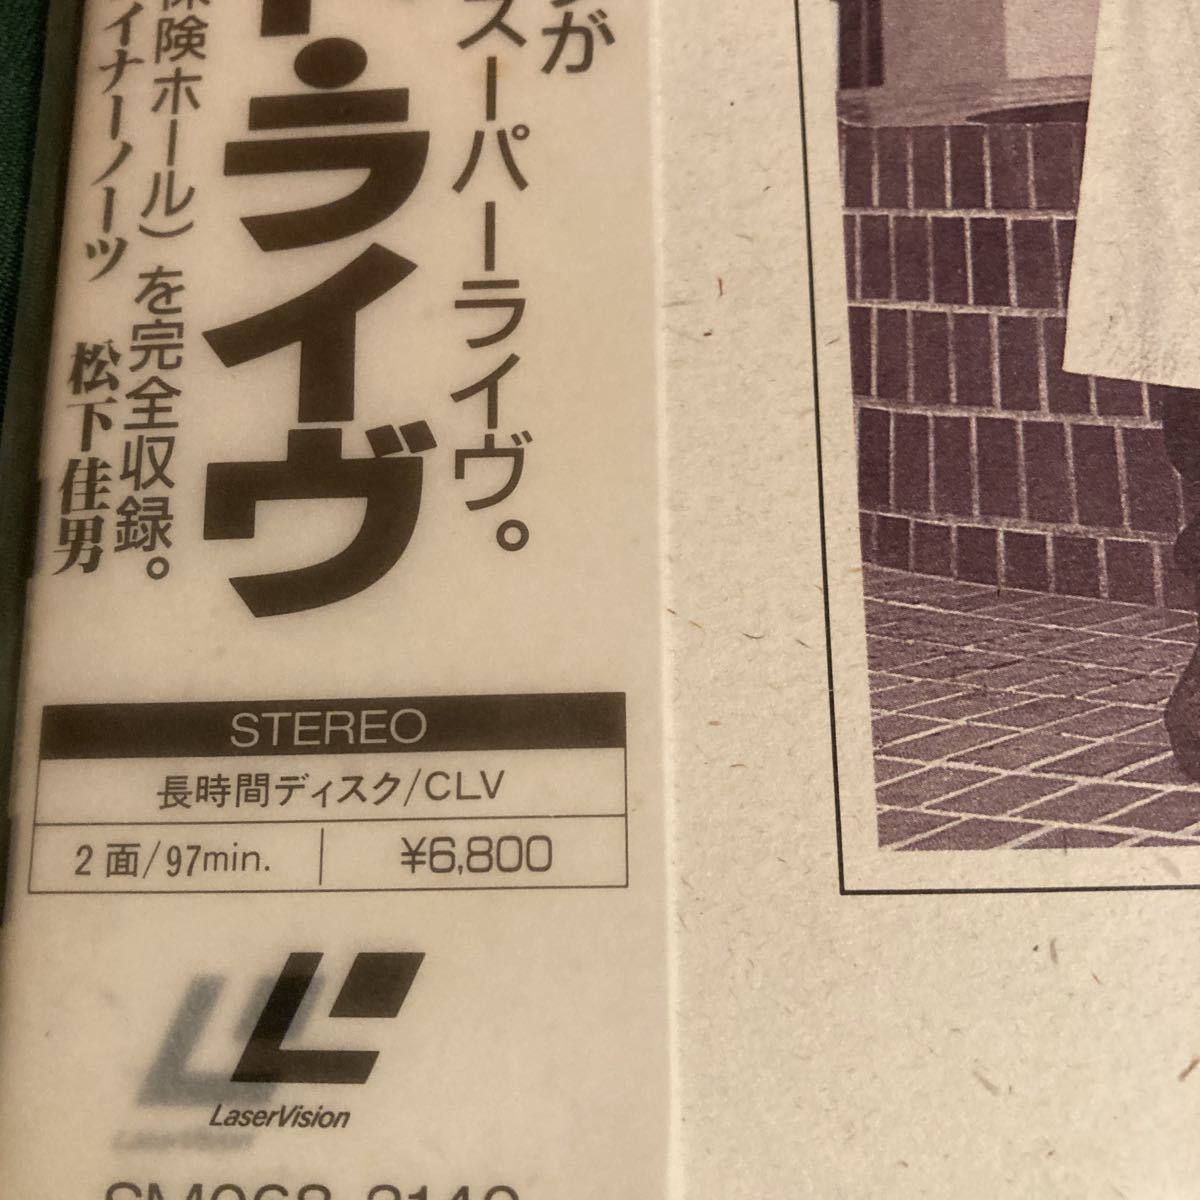 が
スーパーライヴ。
・ライヴ
険ホール)を完全収録。
イナーノーツ 松下佳男
STEREO
長時間ディスク/CLV
2面/97min.
¥6,800
LaserVision